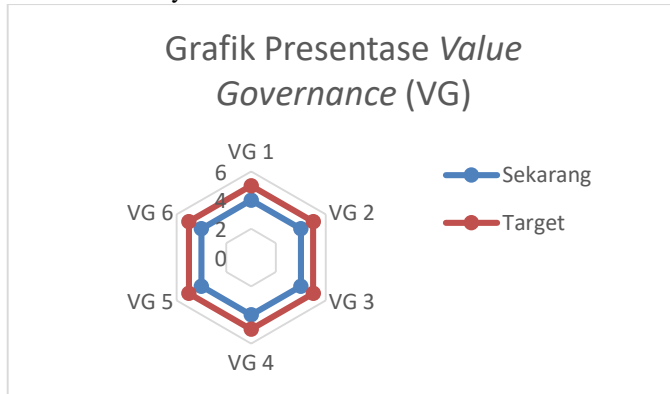 Grafik Presentase Value
Governance (VG)
VG 1
VG 2
VG 3
VG 4
VG 5
VG 6
6
4
2
0
Sekarang
Target